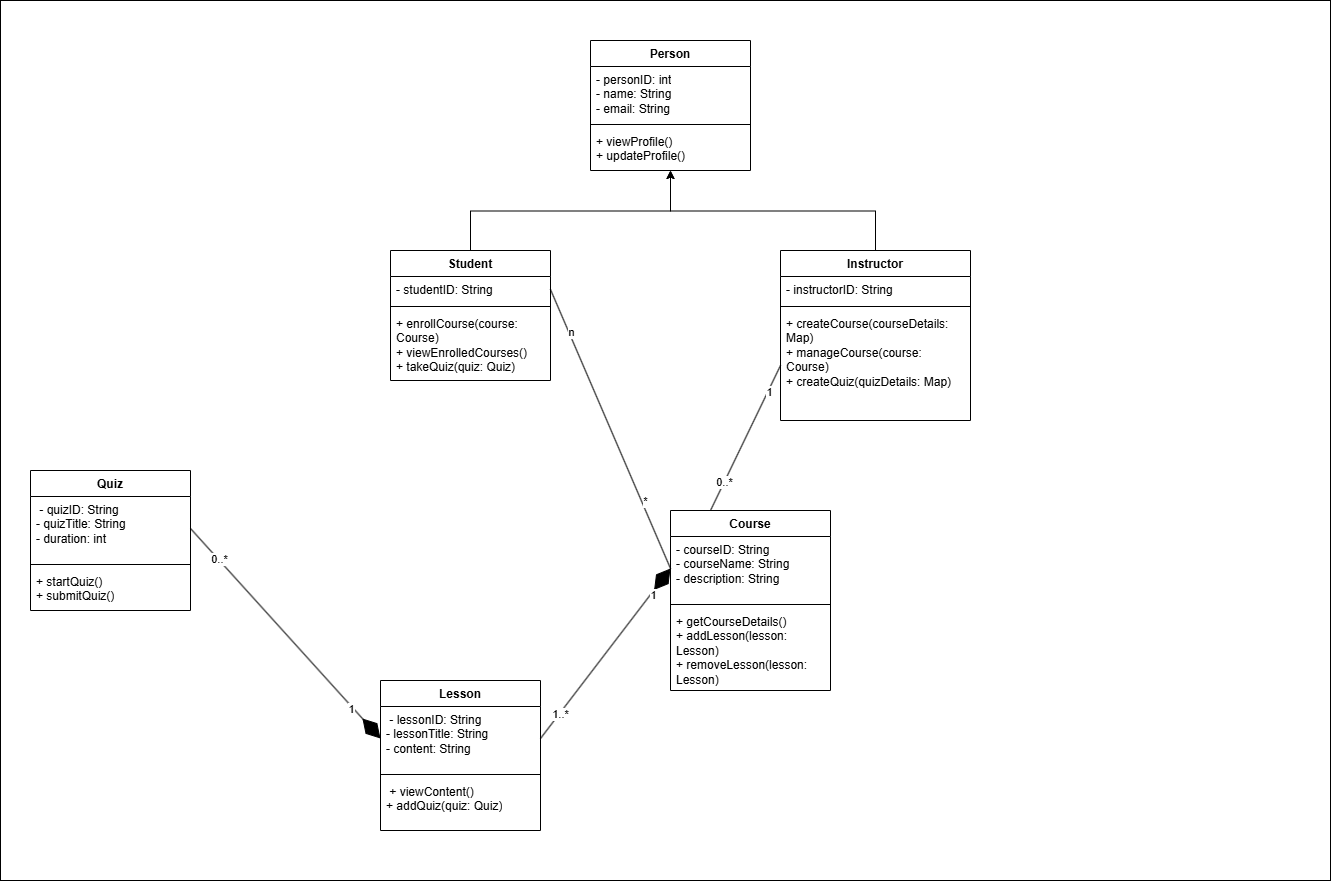 Person
- personID: int
- name: String
- email: String
+ viewProfile()
+ updateProfile()
Student
- studentID: String
+ enrollCourse(course:
Course)
+ viewEnrolledCourses()
+ takeQuiz(quiz: Quiz)
Instructor
- instructorID: String
+ createCourse(courseDetails:
Map)
+ manageCourse(course:
Course)
+ createQuiz(quizDetails: Map)
n
*
1
0..*
Quiz
- quizID: String
- quizTitle: String
- duration: int
+ startQuiz()
+ submitQuiz()
Course
- courseID: String
- courseName: String
- description: String
+ getCourseDetails()
+ addLesson(lesson:
Lesson)
+ removeLesson(lesson:
Lesson)
0..*
1
1
1..*
Lesson
- lessonID: String
- lessonTitle: String
- content: String
+ viewContent()
+ addQuiz(quiz: Quiz)